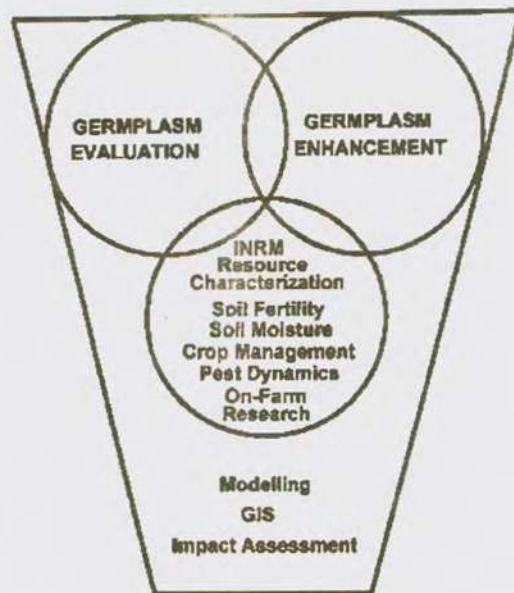 GERMPLASM
EVALUATION
GERMPLASM
ENHANCEMENT
INRM
Resource
Characterization
Soil Fertility
Soil Moisture
Crop Management
Pest Dynamics
On-Farm
Research
Modelling
GIS
Impact Assessment